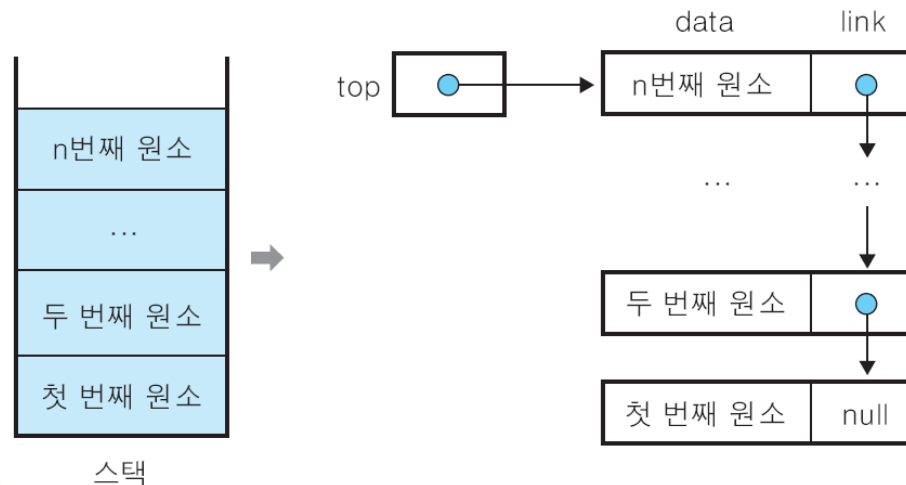 data link
top
n번째 원소
n번째 원소
… …
…
두 번째 원소
두 번째 원소
첫 번째 원소
첫 번째 원소 null
스택